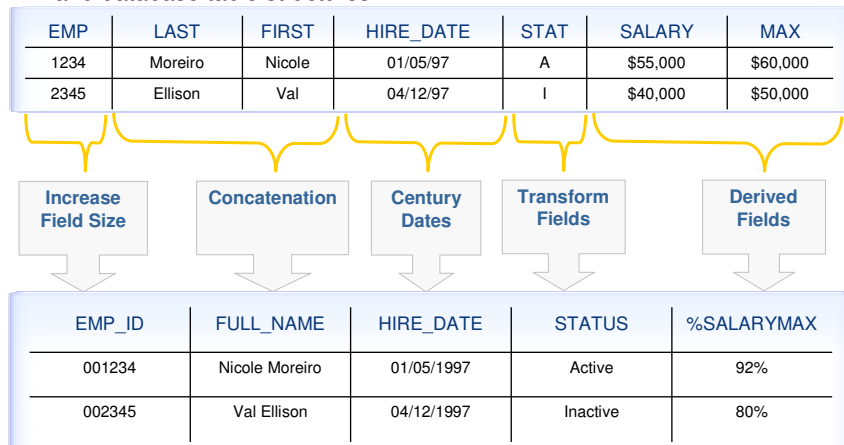 EMP LAST FIRST HIRE_DATE STAT SALARY MAX
1234 Moreiro Nicole 01/05/97 A $55,000 $60,000
2345 Ellison Val 04/12/97 I $40,000 $50,000
Increase Field Size
Concatenation
Century Dates
Transform Fields
Derived Fields
EMP_ID FULL_NAME HIRE_DATE STATUS %SALARYMAX
001234 Nicole Moreiro 01/05/1997 Active 92%
002345 Val Ellison 04/12/1997 Inactive 80%